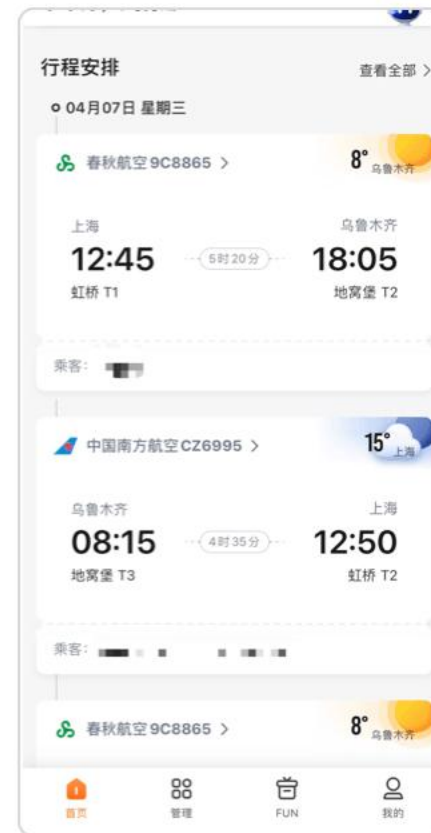 行程安排
查看全部 >
04月07日 星期三
春秋航空9C8865 >
8° 乌鲁木齐
上海
乌鲁木齐
12:45
5时20分
18:05
虹桥 T1
地窝堡 T2
乘客:
中国南方航空CZ6995 >
15° 上海
乌鲁木齐
上海
08:15
4时35分
12:50
地窝堡 T3
虹桥 T2
乘客:
春秋航空9C8865 >
8° 乌鲁木齐
首页
管理
FUN
我的